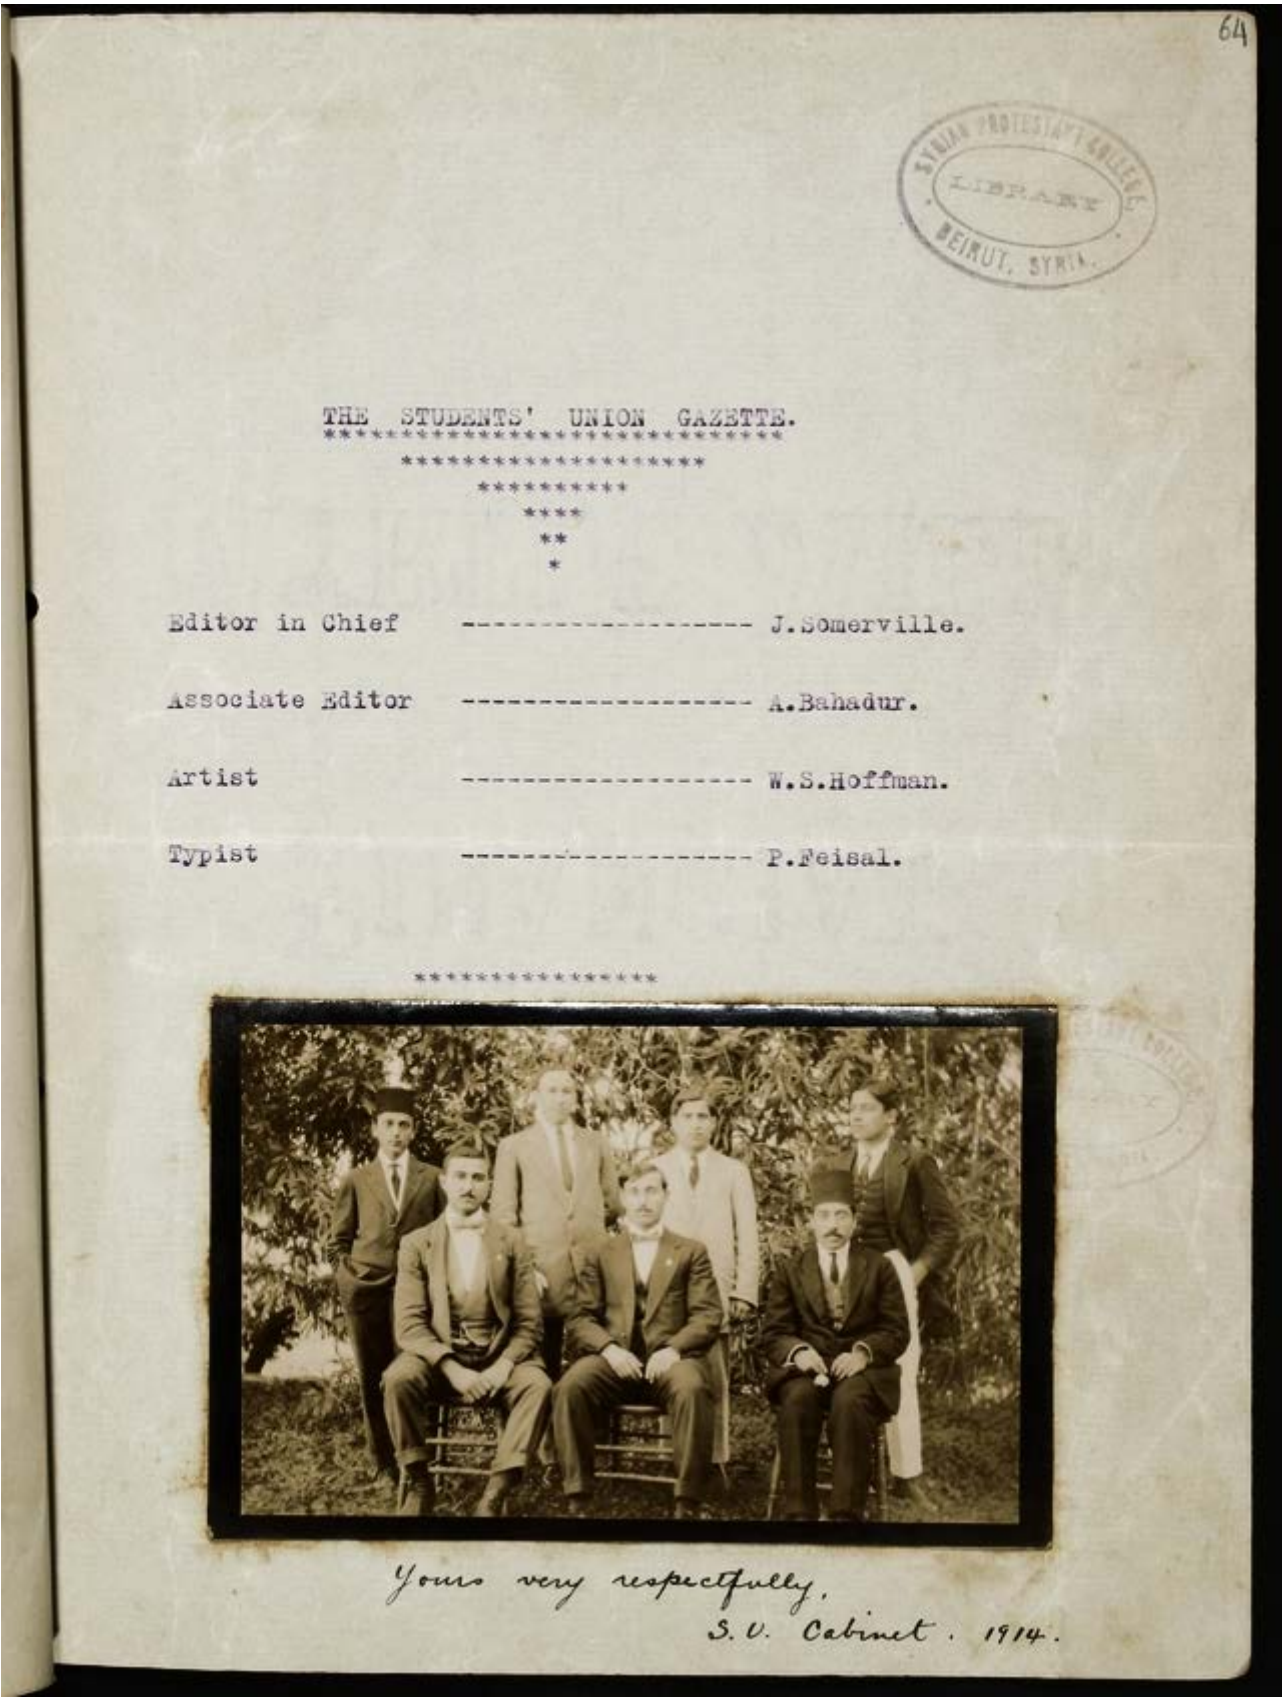 64
SYRIAN PROTESTANT COLLEGE,
LIBRARY
BEIRUT, SYRIA.
THE STUDENTS' UNION GAZETTE.
******************************
********************
**********
****
**
*
Editor in Chief ------------------- J.Somerville.
Associate Editor ------------------- A.Bahadur.
Artist ------------------- W.S.Hoffman.
Typist ------------------- P.Feisal.
****************
Yours very respectfully,
S.U. Cabinet. 1914.